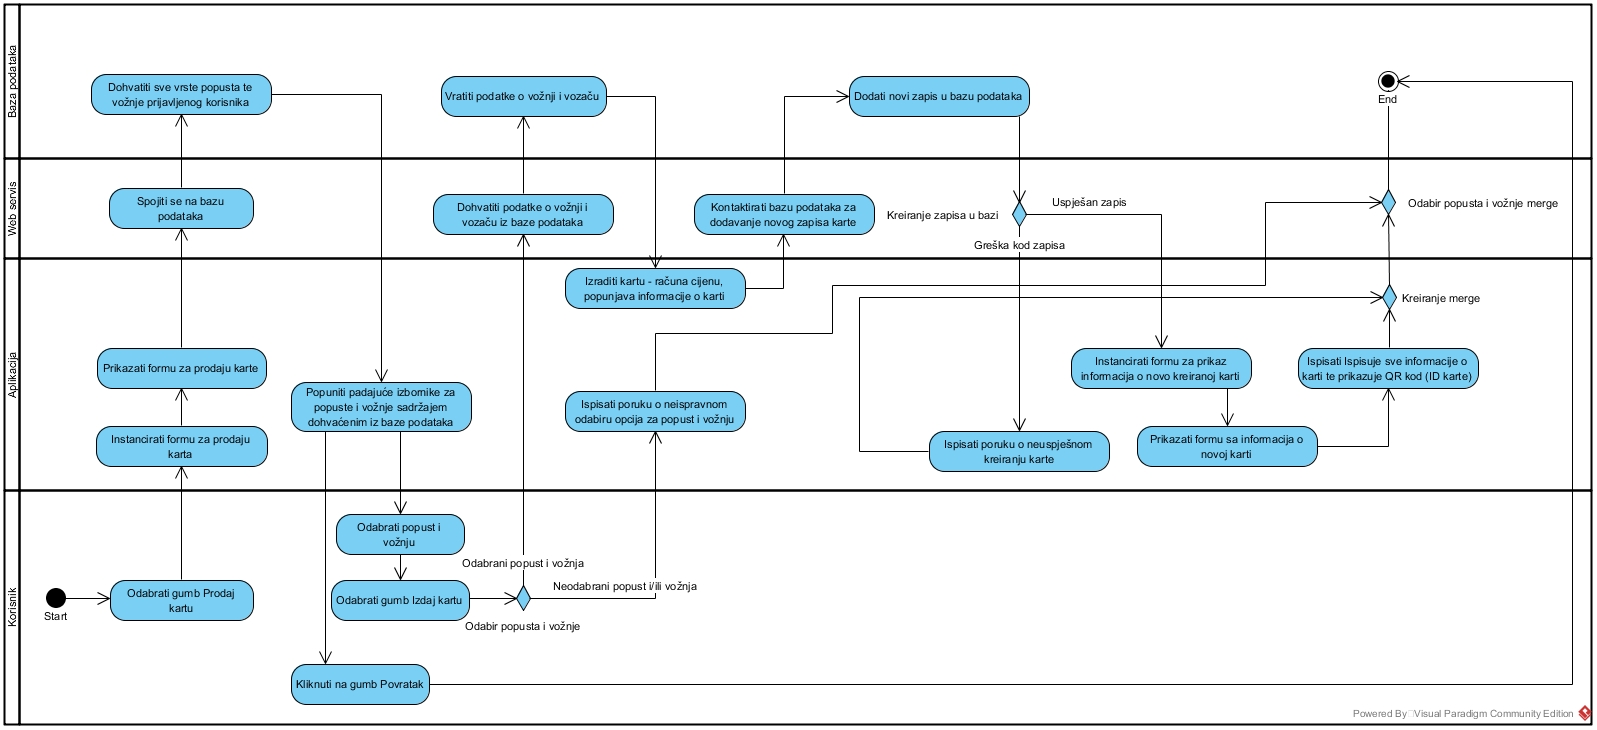 Baza podataka
Dohvatiti sve vrste popusta te
vožnje prijavljenog korisnika
Vratiti podatke o vožnji i vozaču
Dodati novi zapis u bazu podataka
End
Web servis
Spojiti se na bazu
podataka
Dohvatiti podatke o vožnji i
vozaču iz baze podataka
Kontaktirati bazu podataka za
dodavanje novog zapisa karte
Kreiranje zapisa u bazi
Uspješan zapis
Greška kod zapisa
Odabir popusta i vožnje merge
Aplikacija
Izraditi kartu - računa cijenu,
popunjava informacije o karti
Kreiranje merge
Prikazati formu za prodaju karte
Instancirati formu za prodaju
karta
Popuniti padajuće izbornike za
popuste i vožnje sadržajem
dohvaćenim iz baze podataka
Ispisati poruku o neispravnom
odabiru opcija za popust i vožnju
Ispisati poruku o neuspješnom
kreiranju karte
Instancirati formu za prikaz
informacija o novo kreiranoj karti
Prikazati formu sa informacija o
novoj karti
Ispisati Ispisuje sve informacije o
karti te prikazuje QR kod (ID karte)
Korisnik
Start
Odabrati gumb Prodaj
kartu
Odabrati popust i
vožnju
Odabrati gumb Izdaj kartu
Odabrani popust i vožnja
Neodabrani popust i/ili vožnja
Odabir popusta i vožnje
Kliknuti na gumb Povratak
Powered By Visual Paradigm Community Edition